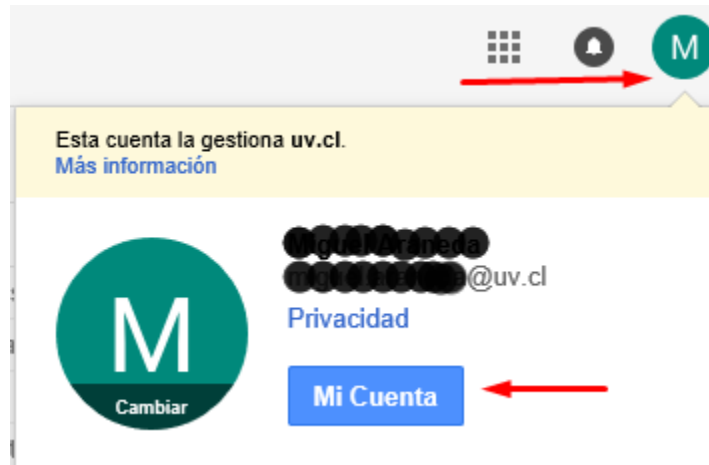 M
Esta cuenta la gestiona uv.cl.
Más información
@uv.cl
Privacidad
M
Cambiar
Mi Cuenta